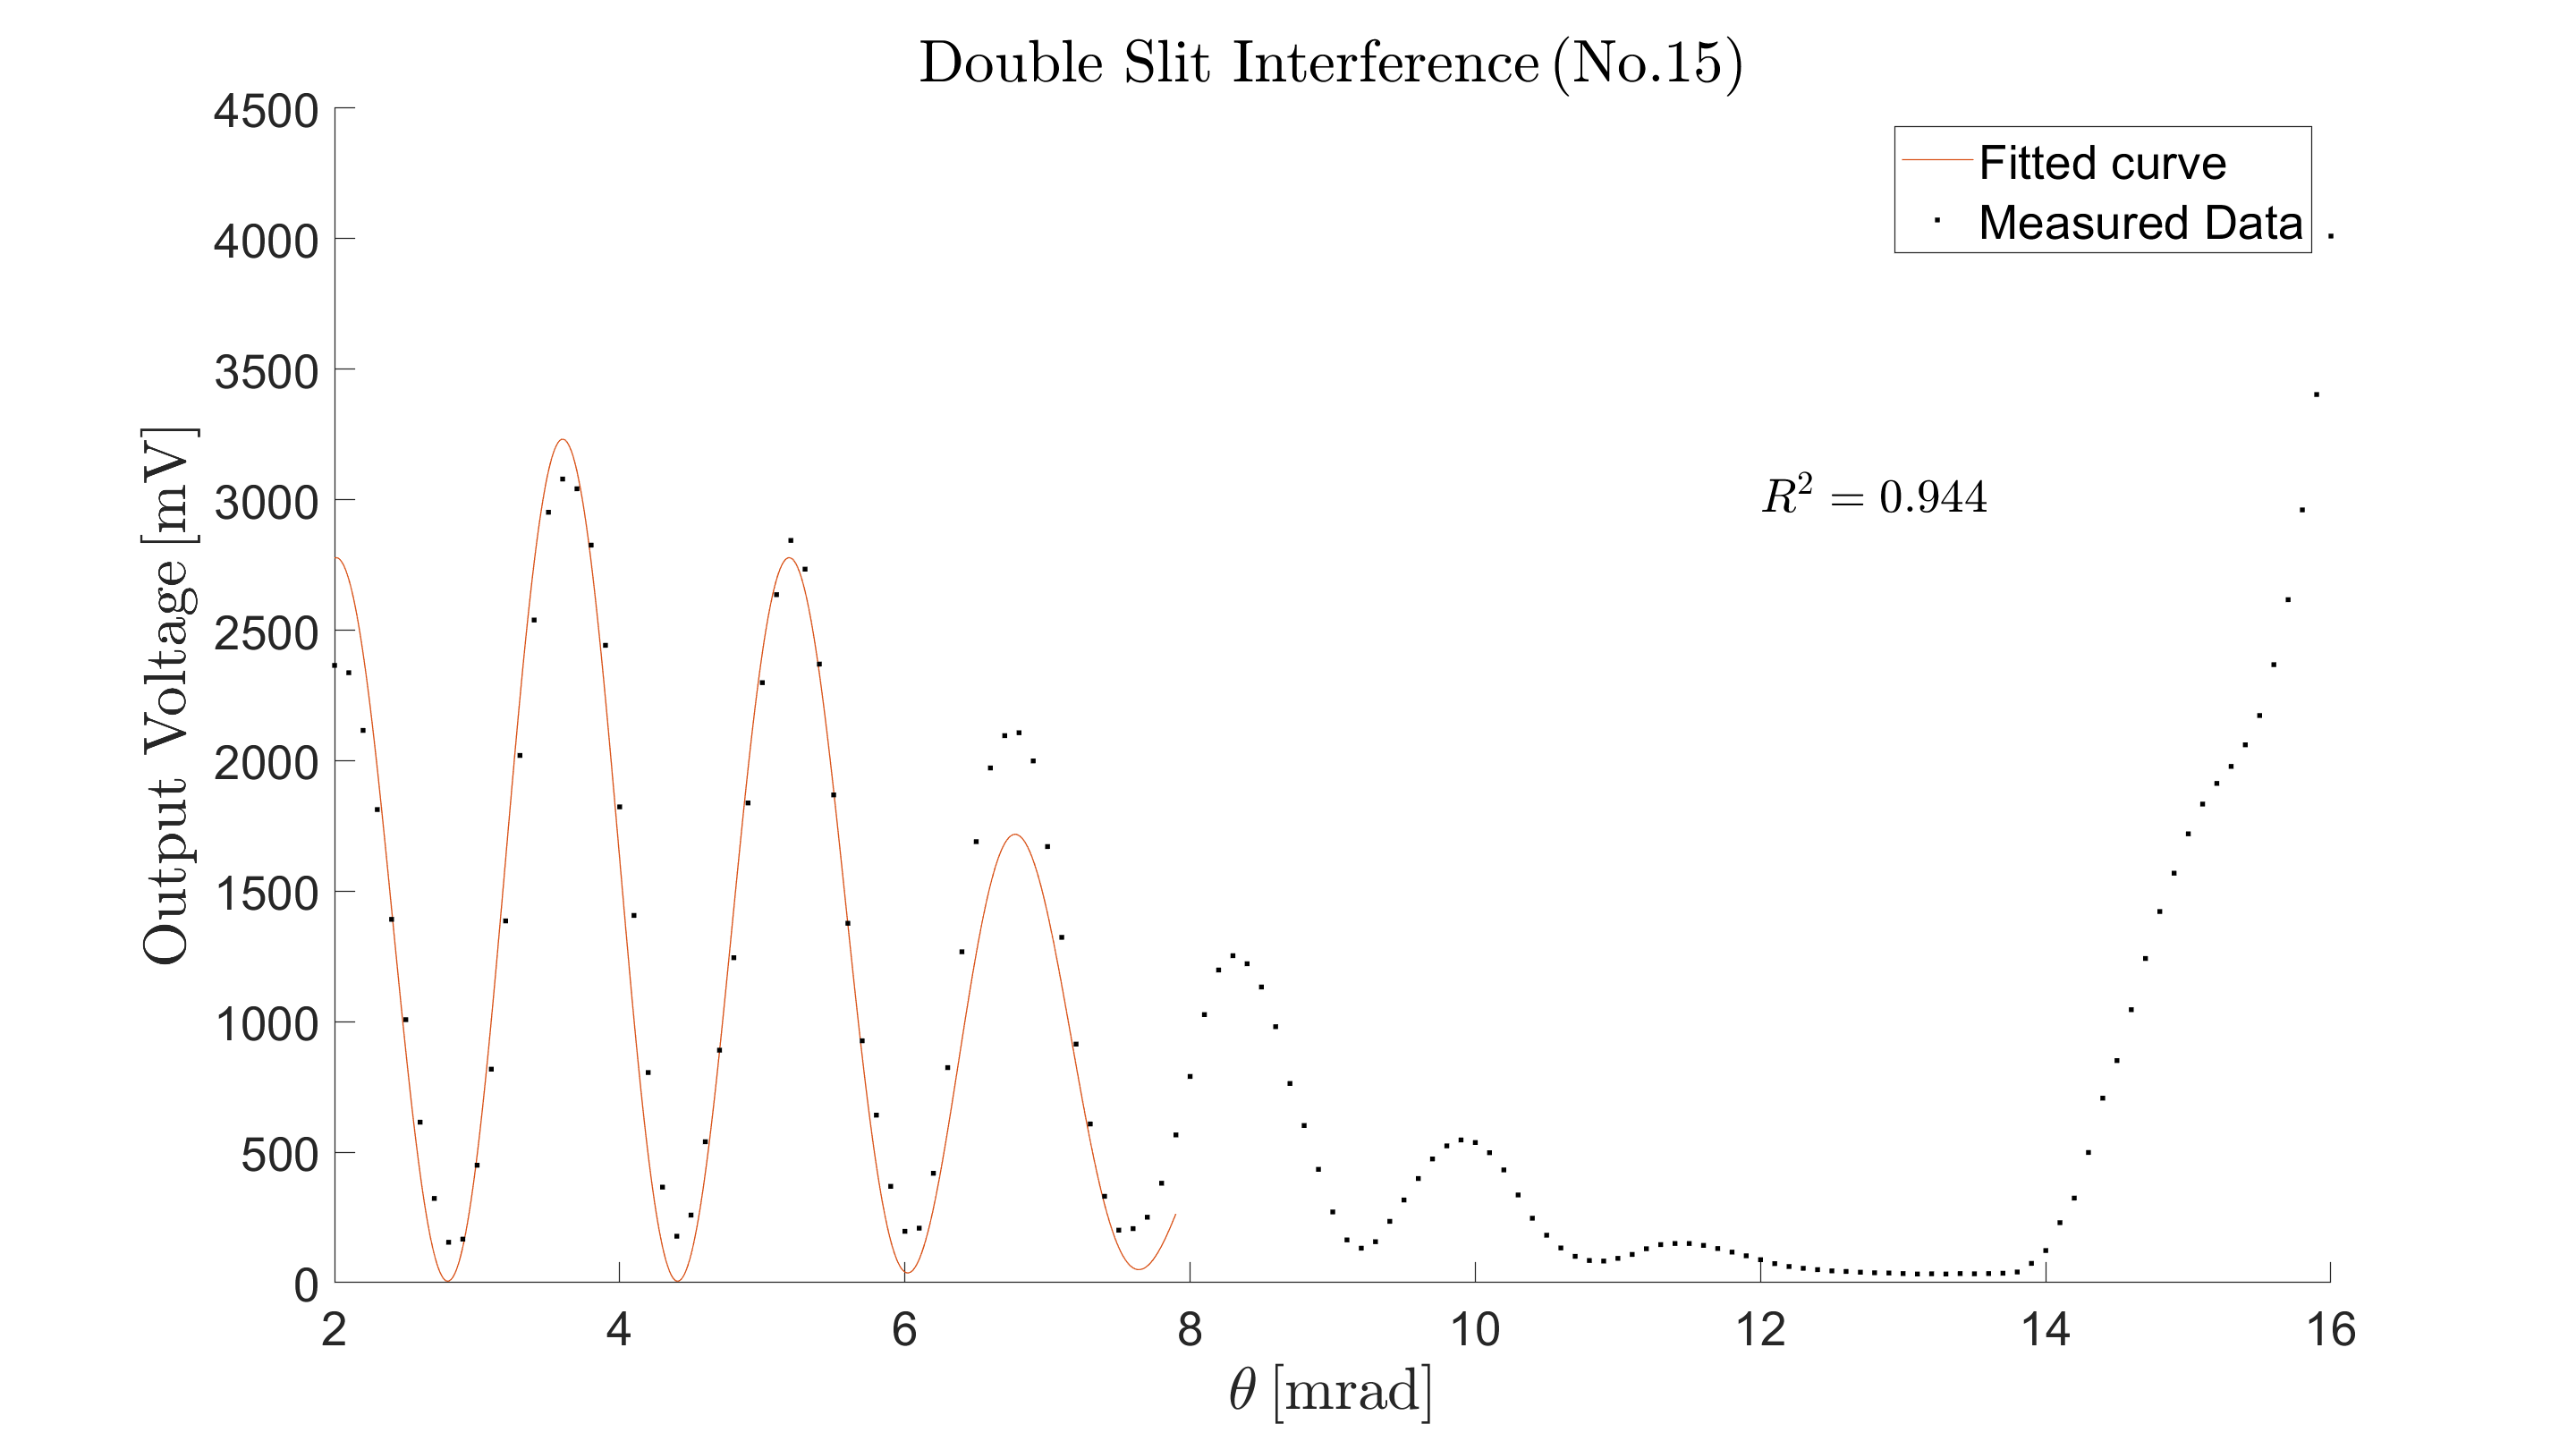 Double Slit Interference (No.15)
Fitted curve
Measured Data
R² = 0.944
Output Voltage [mV]
4500
4000
3500
3000
2500
2000
1500
1000
500
0
2 4 6 8 10 12 14 16
θ [mrad]